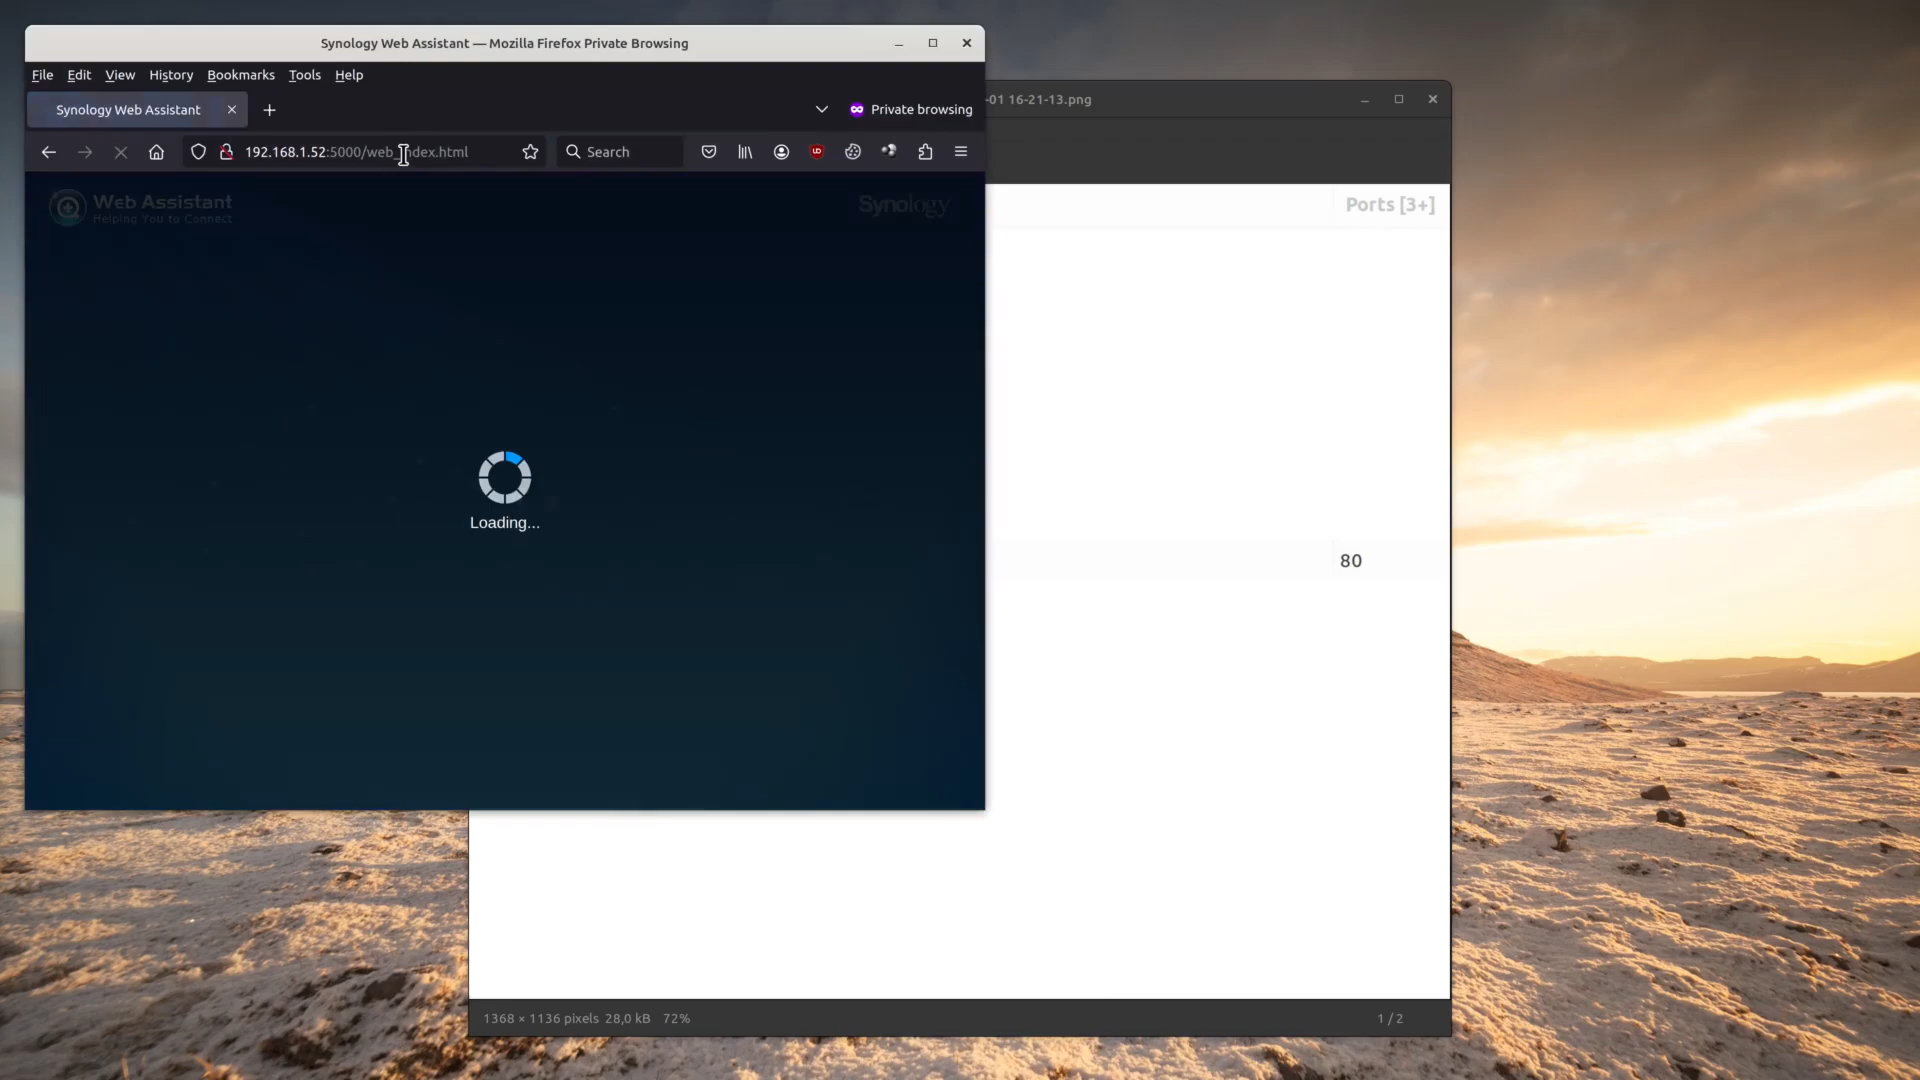 Synology Web Assistant — Mozilla Firefox Private Browsing
File Edit View History Bookmarks Tools Help
Synology Web Assistant
Private browsing
192.168.1.52:5000/web_index.html
Search
Web Assistant
Helping You to Connect
Synology
Loading...
-01 16-21-13.png
Ports [3+]
80
1368 × 1136 pixels 28,0 kB 72%
1 / 2